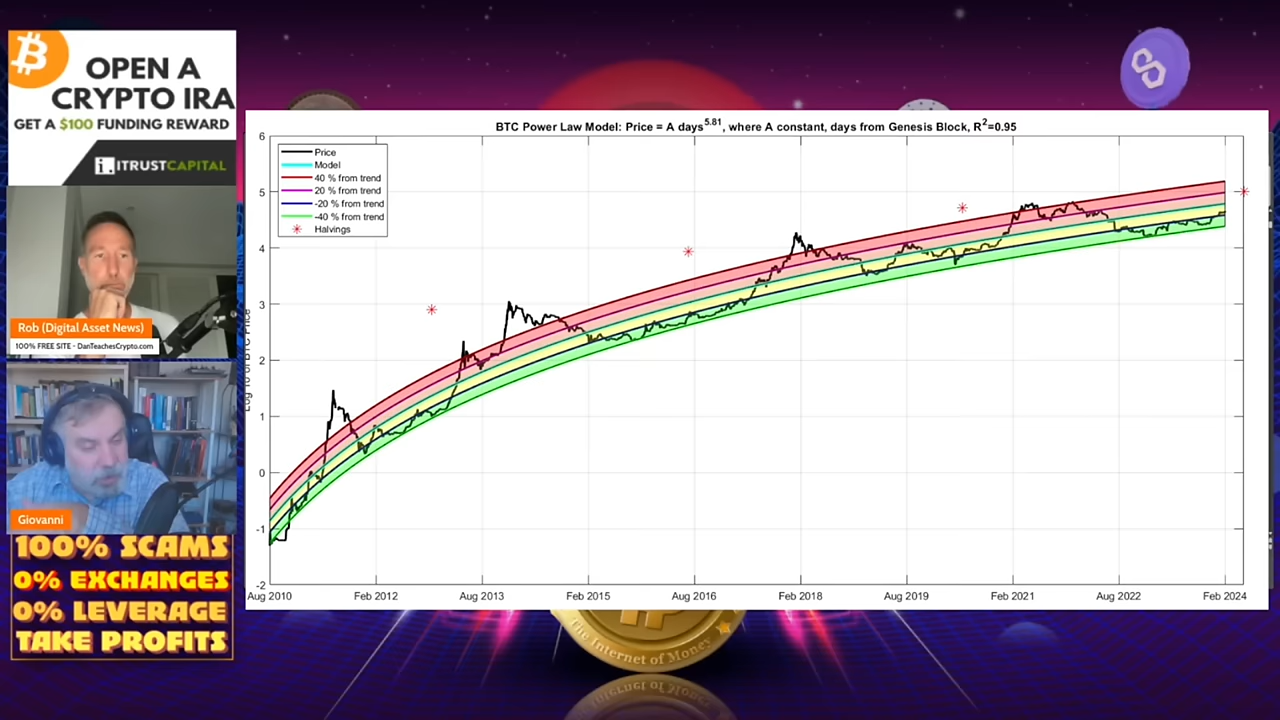 OPEN A
CRYPTO IRA
GET A $100 FUNDING REWARD
i. ITRUSTCAPITAL
Rob (Digital Asset News)
100% FREE SITE - DanTeachesCrypto.com
Giovanni
100% SCAMS
0% EXCHANGES
0% LEVERAGE
TAKE PROFITS
BTC Power Law Model: Price = A days^5.81, where A constant, days from Genesis Block, R^2=0.95
Price
Model
40 % from trend
20 % from trend
-20 % from trend
-40 % from trend
Halvings
6
5
4
3
2
1
0
-1
-2
Aug 2010
Feb 2012
Aug 2013
Feb 2015
Aug 2016
Feb 2018
Aug 2019
Feb 2021
Aug 2022
Feb 2024
The Internet of Money